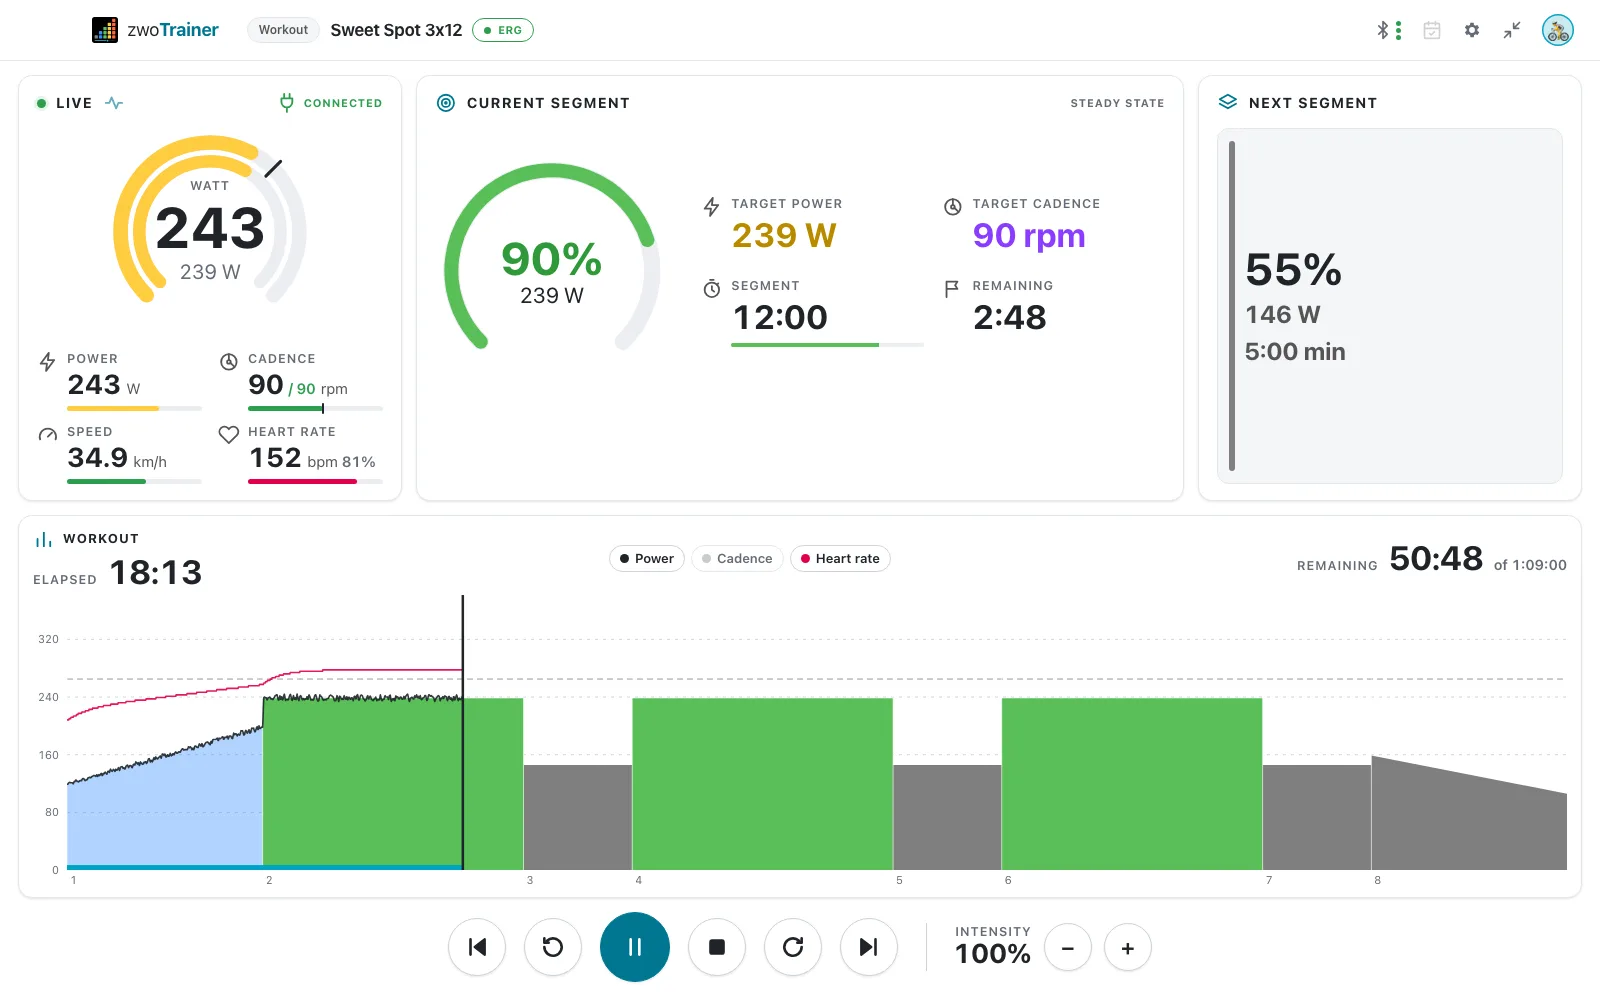 zwoTrainer
Workout
Sweet Spot 3x12
ERG
LIVE
CONNECTED
WATT
243
239 W
POWER
243 W
CADENCE
90 / 90 rpm
SPEED
34.9 km/h
HEART RATE
152 bpm 81%
CURRENT SEGMENT
STEADY STATE
90%
239 W
TARGET POWER
239 W
TARGET CADENCE
90 rpm
SEGMENT
12:00
REMAINING
2:48
NEXT SEGMENT
55%
146 W
5:00 min
WORKOUT
ELAPSED 18:13
Power
Cadence
Heart rate
REMAINING 50:48 of 1:09:00
320
240
160
80
0
1 2 3 4 5 6 7 8
INTENSITY
100%
− +